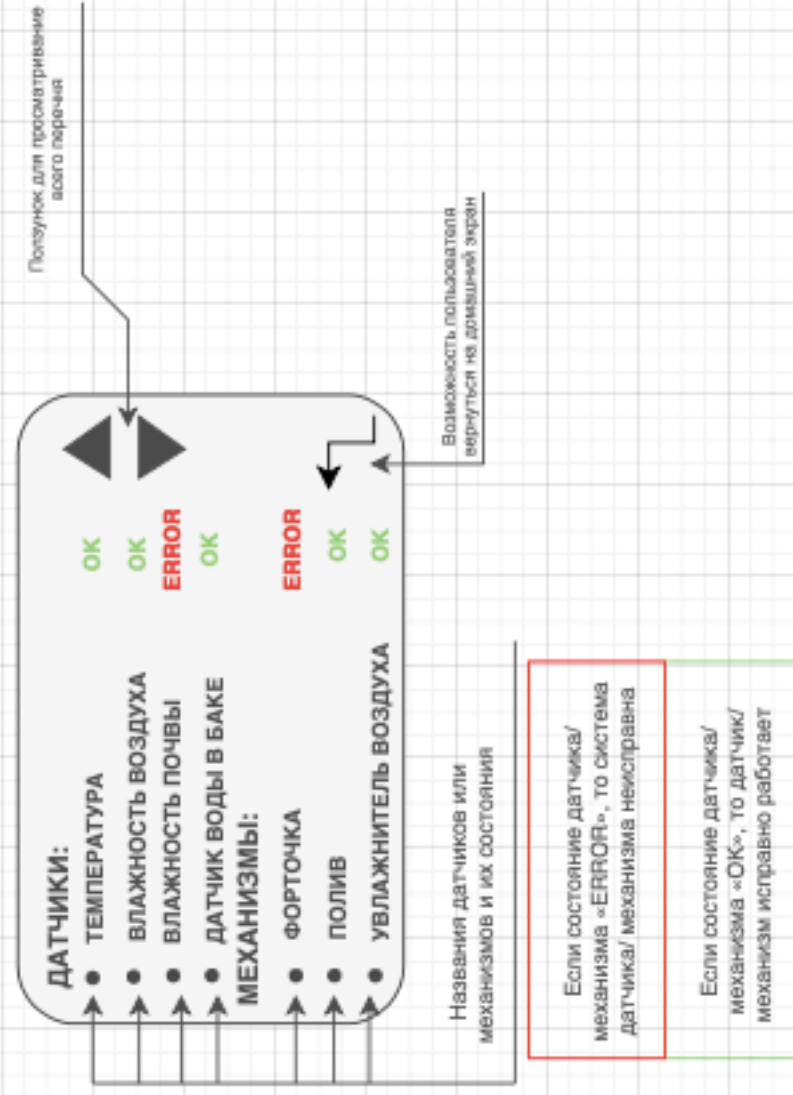 Ползунок для просматривание
всего перечня
ДАТЧИКИ:
ТЕМПЕРАТУРА OK
ВЛАЖНОСТЬ ВОЗДУХА OK
ВЛАЖНОСТЬ ПОЧВЫ ERROR
ДАТЧИК ВОДЫ В БАКЕ OK
МЕХАНИЗМЫ:
ФОРТОЧКА ERROR
ПОЛИВ OK
УВЛАЖНИТЕЛЬ ВОЗДУХА OK
Возможность пользователя
вернуться на домашний экран
Названия датчиков или
механизмов и их состояния
Если состояние датчика/
механизма «ERROR», то система
датчика/ механизма неисправна
Если состояние датчика/
механизма «OK», то датчик/
механизм исправно работает